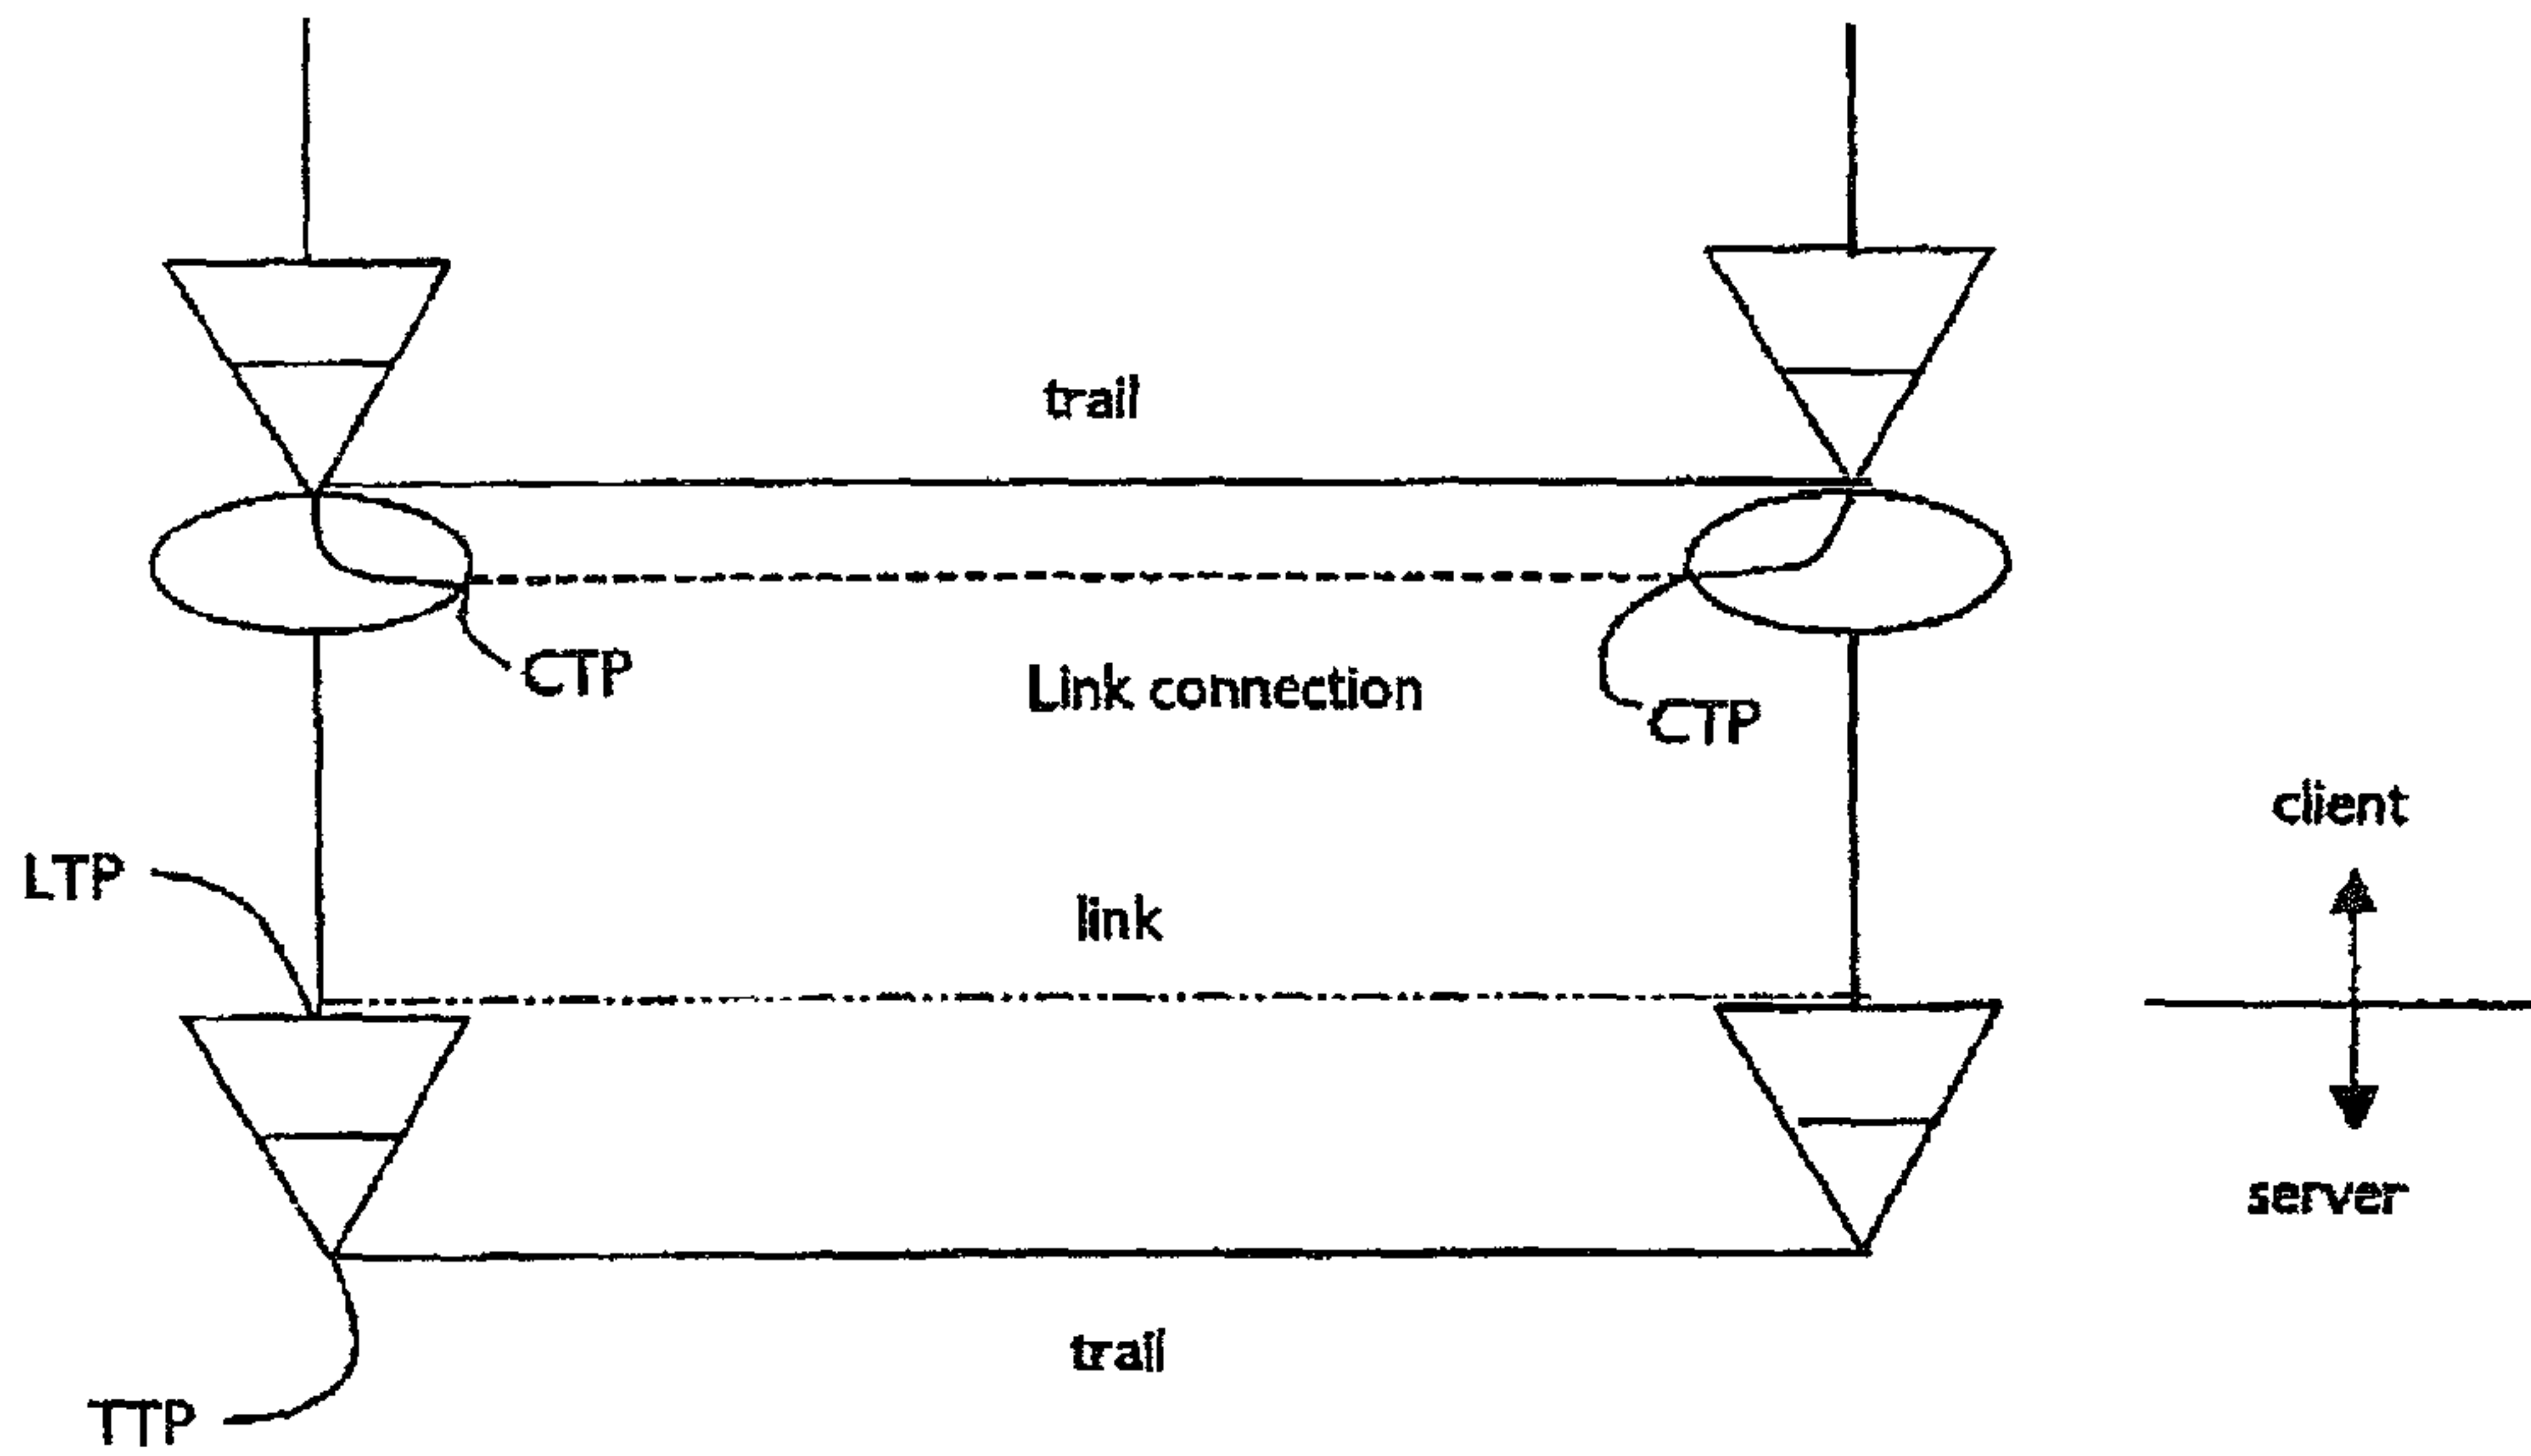 trail
CTP
Link connection
CTP
client
LTP
link
server
trail
TTP